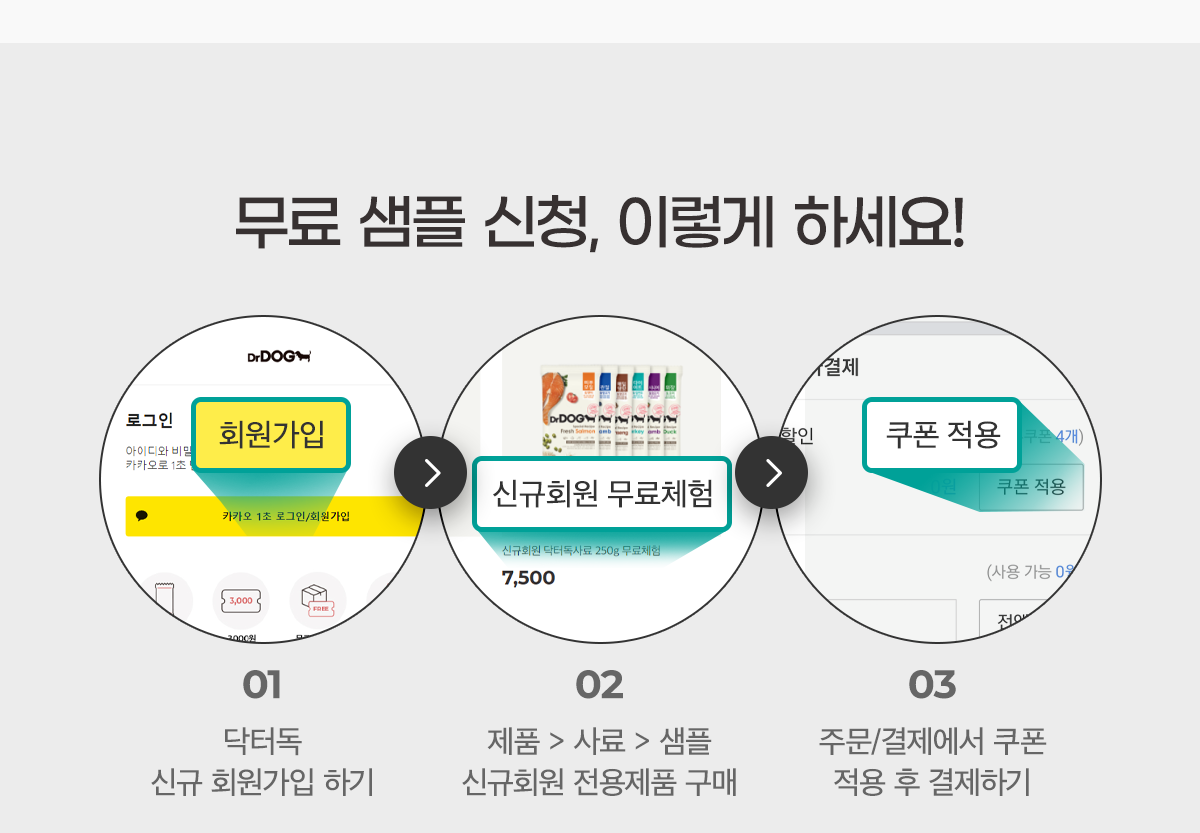 무료 샘플 신청, 이렇게 하세요!
DrDOG
로그인
회원가입
아이디와 비밀
카카오로 1초
카카오 1초 로그인/회원가입
3,000
FREE
3000원
DrDOG
Fresh Salmon
신규회원 무료체험
신규회원 닥터독사료 250g 무료체험
7,500
결제
할인
쿠폰 적용
쿠폰 4개)
쿠폰 적용
(사용 가능 0원
01
닥터독
신규 회원가입 하기
02
제품 > 사료 > 샘플
신규회원 전용제품 구매
03
주문/결제에서 쿠폰
적용 후 결제하기